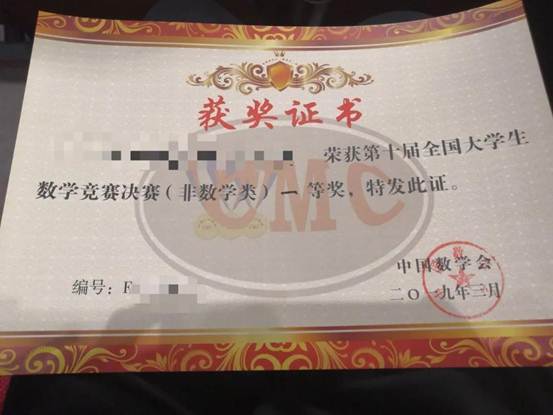 获奖证书
荣获第十届全国大学生
数学竞赛决赛(非数学类)一等奖,特发此证。
CMC
中国数学会
编号:F
二〇一九年三月